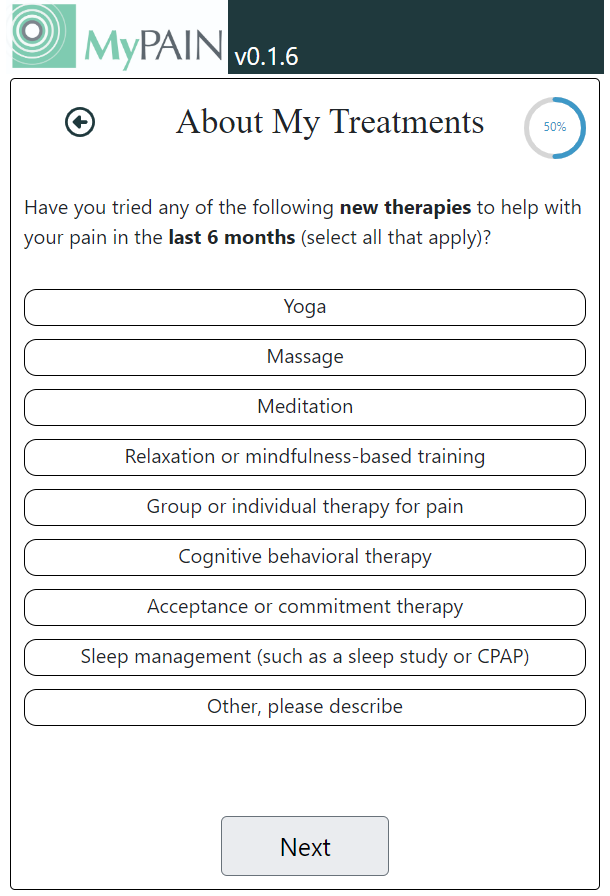 MyPAIN v0.1.6
About My Treatments
50%
Have you tried any of the following new therapies to help with
your pain in the last 6 months (select all that apply)?
Yoga
Massage
Meditation
Relaxation or mindfulness-based training
Group or individual therapy for pain
Cognitive behavioral therapy
Acceptance or commitment therapy
Sleep management (such as a sleep study or CPAP)
Other, please describe
Next